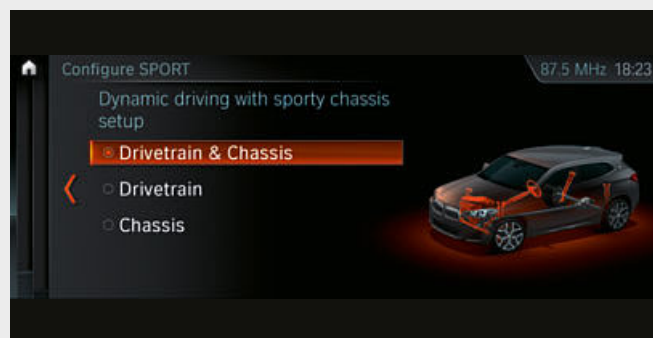 Configure SPORT
87.5 MHz 18:23
Dynamic driving with sporty chassis
setup
Drivetrain & Chassis
Drivetrain
Chassis